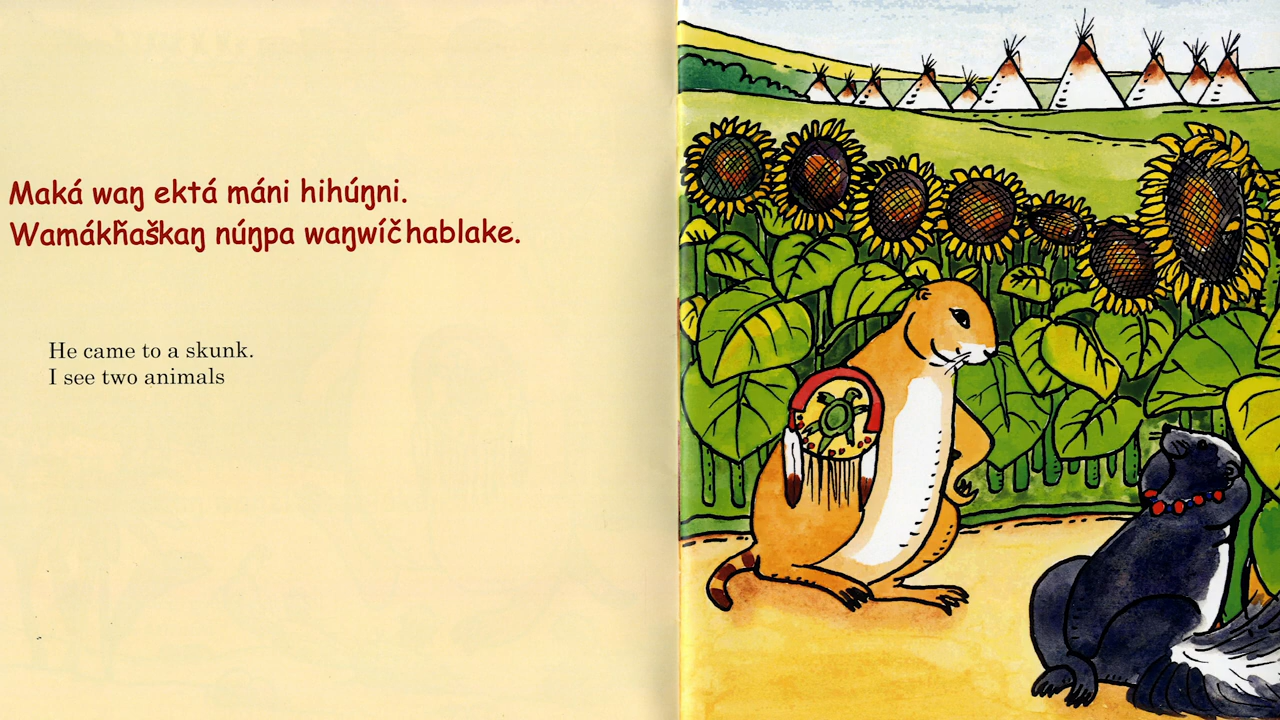 Maká waŋ ektá máni hihúŋni.
Wamákȟaškaŋ núŋpa waŋwíčhablake.
He came to a skunk.
I see two animals